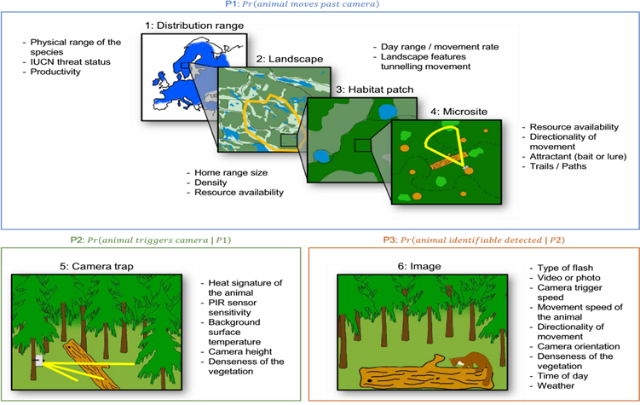 P1: Pr(animal moves past camera)
1: Distribution range
- Physical range of the
species
- IUCN threat status
- Productivity
2: Landscape
- Day range / movement rate
- Landscape features
tunnelling movement
3: Habitat patch
4: Microsite
- Resource availability
- Directionality of
movement
- Attractant (bait or lure)
- Trails / Paths
- Home range size
- Density
- Resource availability
P2: Pr(animal triggers camera | P1)
5: Camera trap
- Heat signature of
the animal
- PIR sensor
sensitivity
- Background
surface
temperature
- Camera height
- Denseness of the
vegetation
P3: Pr(animal identifiable detected | P2)
6: Image
- Type of flash
- Video or photo
- Camera trigger
speed
- Movement speed of
the animal
- Directionality of
movement
- Camera orientation
- Denseness of the
vegetation
- Time of day
- Weather